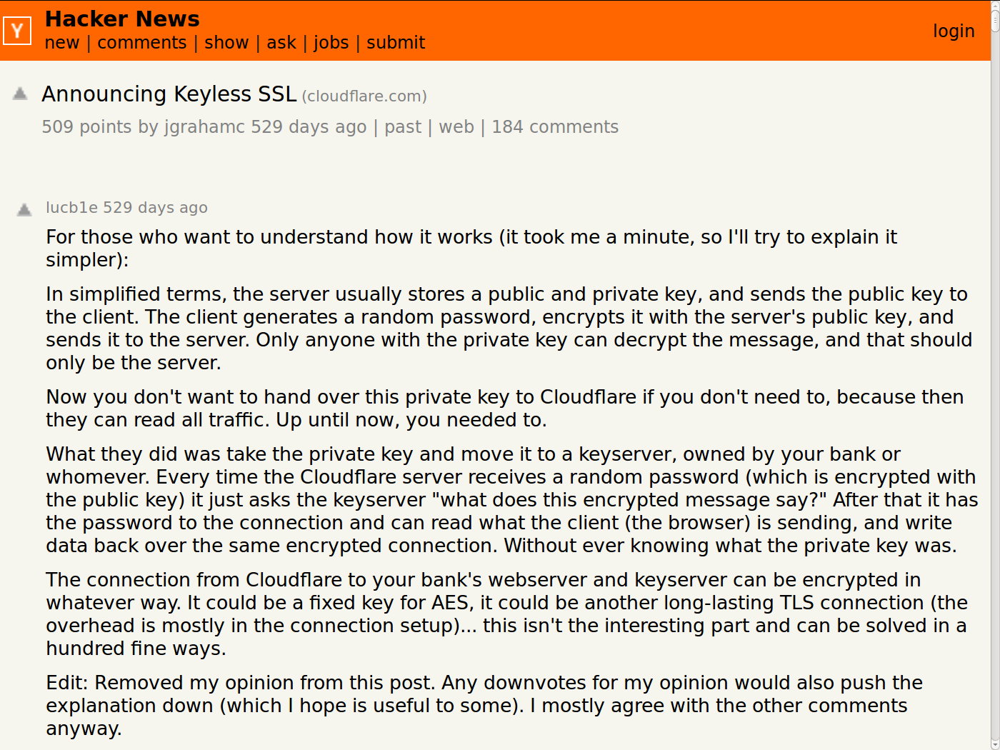 Y
Hacker News
new | comments | show | ask | jobs | submit
login
Announcing Keyless SSL (cloudflare.com)
509 points by jgrahamc 529 days ago | past | web | 184 comments
lucb1e 529 days ago
For those who want to understand how it works (it took me a minute, so I'll try to explain it
simpler):
In simplified terms, the server usually stores a public and private key, and sends the public key to
the client. The client generates a random password, encrypts it with the server's public key, and
sends it to the server. Only anyone with the private key can decrypt the message, and that should
only be the server.
Now you don't want to hand over this private key to Cloudflare if you don't need to, because then
they can read all traffic. Up until now, you needed to.
What they did was take the private key and move it to a keyserver, owned by your bank or
whomever. Every time the Cloudflare server receives a random password (which is encrypted with
the public key) it just asks the keyserver "what does this encrypted message say?" After that it has
the password to the connection and can read what the client (the browser) is sending, and write
data back over the same encrypted connection. Without ever knowing what the private key was.
The connection from Cloudflare to your bank's webserver and keyserver can be encrypted in
whatever way. It could be a fixed key for AES, it could be another long-lasting TLS connection (the
overhead is mostly in the connection setup)... this isn't the interesting part and can be solved in a
hundred fine ways.
Edit: Removed my opinion from this post. Any downvotes for my opinion would also push the
explanation down (which I hope is useful to some). I mostly agree with the other comments
anyway.